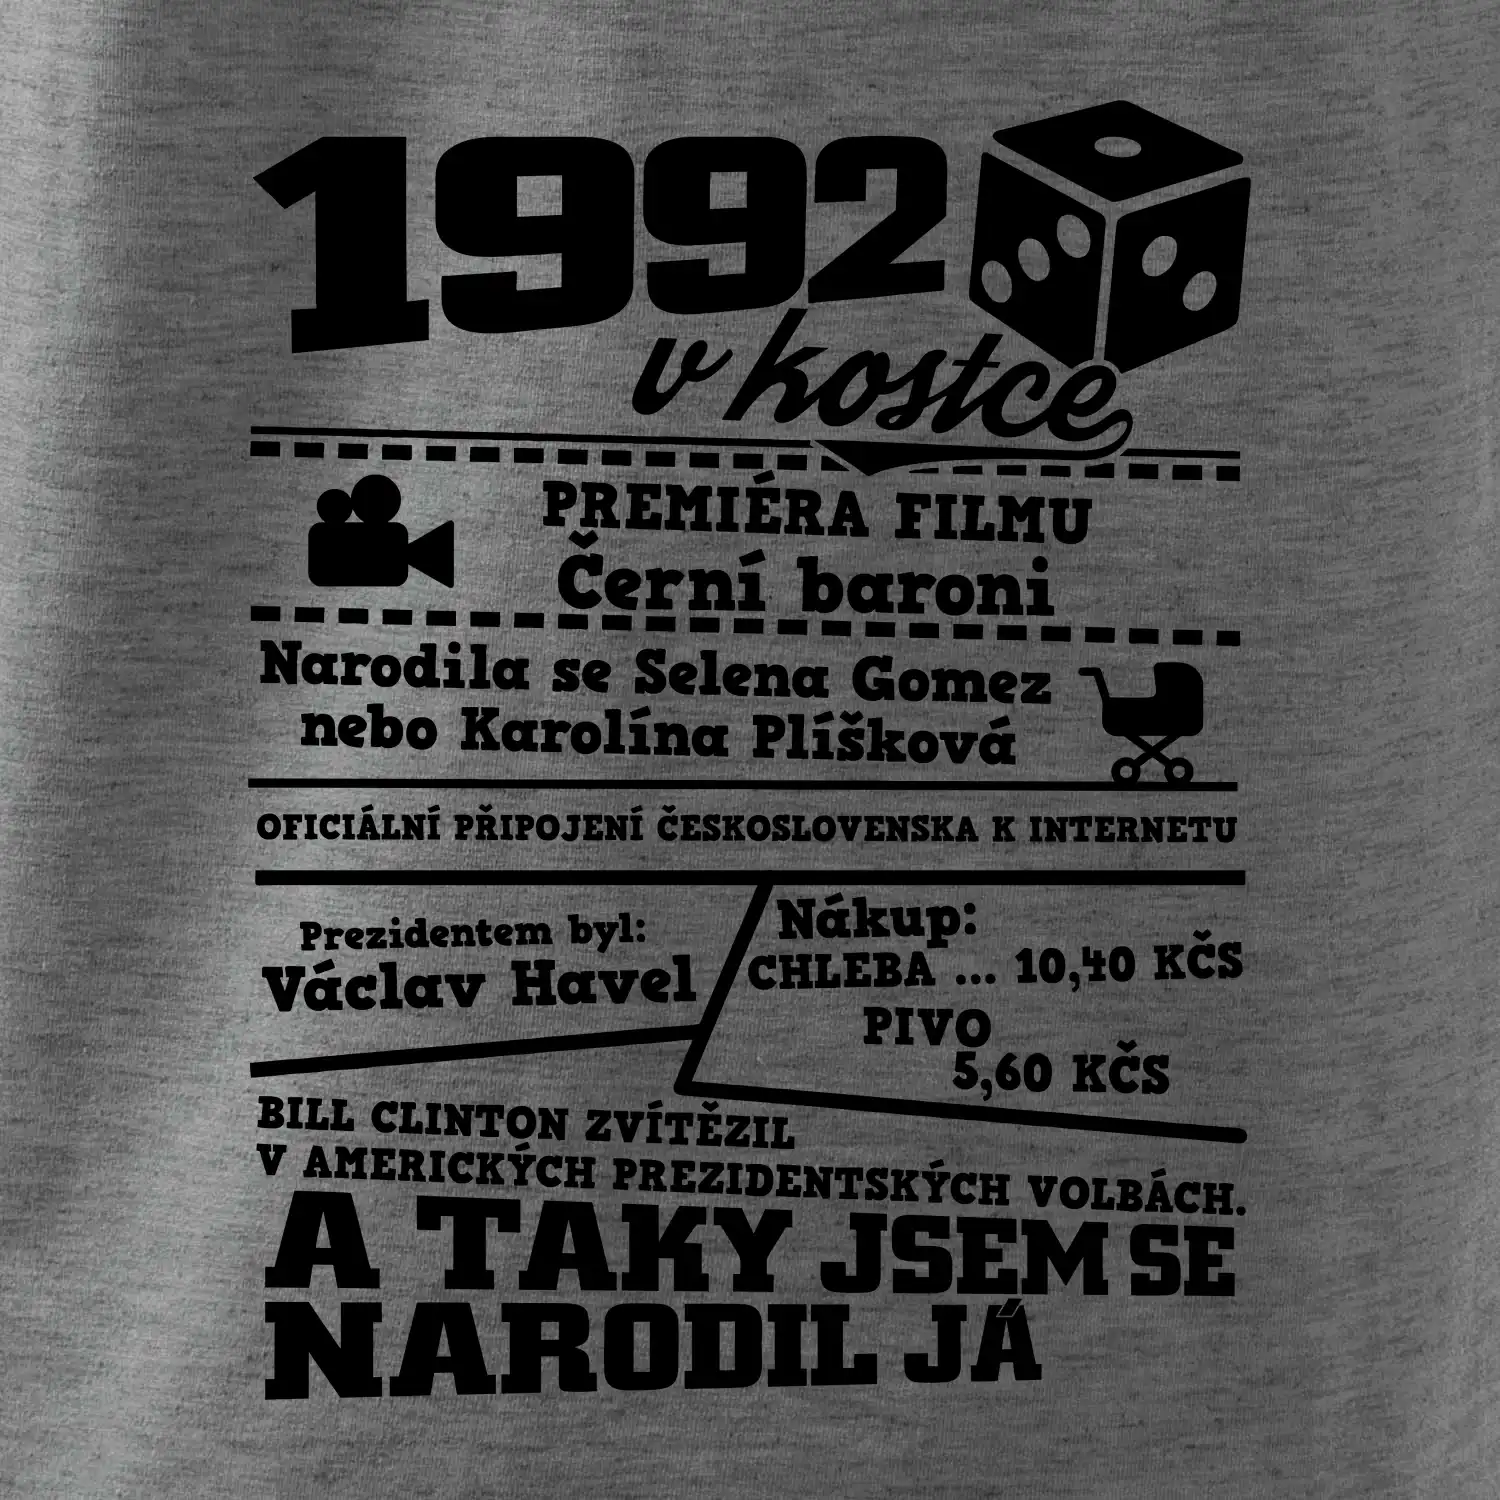 1992
v kostce
PREMIÉRA FILMU
Černí baroni
Narodila se Selena Gomez
nebo Karolína Plíšková
OFICIÁLNÍ PŘIPOJENÍ ČESKOSLOVENSKA K INTERNETU
Prezidentem byl:
Václav Havel
Nákup:
CHLEBA ... 10,40 KČS
PIVO
5,60 KČS
BILL CLINTON ZVÍTĚZIL
V AMERICKÝCH PREZIDENTSKÝCH VOLBÁCH.
A TAKY JSEM SE
NARODIL JÁ